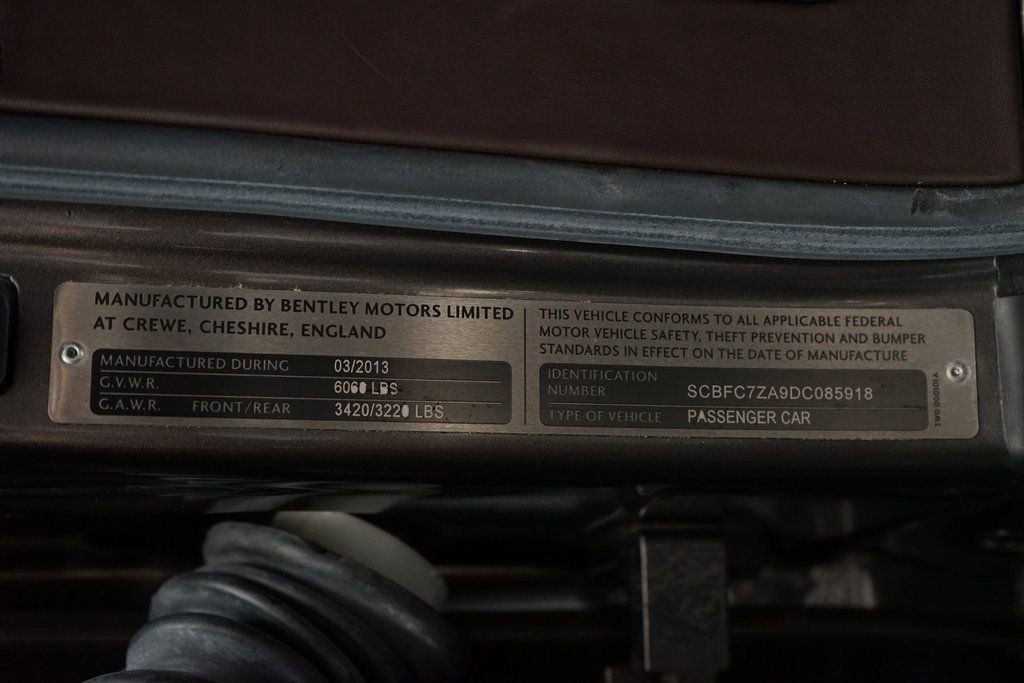 MANUFACTURED BY BENTLEY MOTORS LIMITED
AT CREWE, CHESHIRE, ENGLAND
MANUFACTURED DURING 03/2013
G.V.W.R. 6060 LBS
G.A.W.R. FRONT/REAR 3420/3220 LBS
THIS VEHICLE CONFORMS TO ALL APPLICABLE FEDERAL
MOTOR VEHICLE SAFETY, THEFT PREVENTION AND BUMPER
STANDARDS IN EFFECT ON THE DATE OF MANUFACTURE
IDENTIFICATION
NUMBER SCBFC7ZA9DC085918
TYPE OF VEHICLE PASSENGER CAR